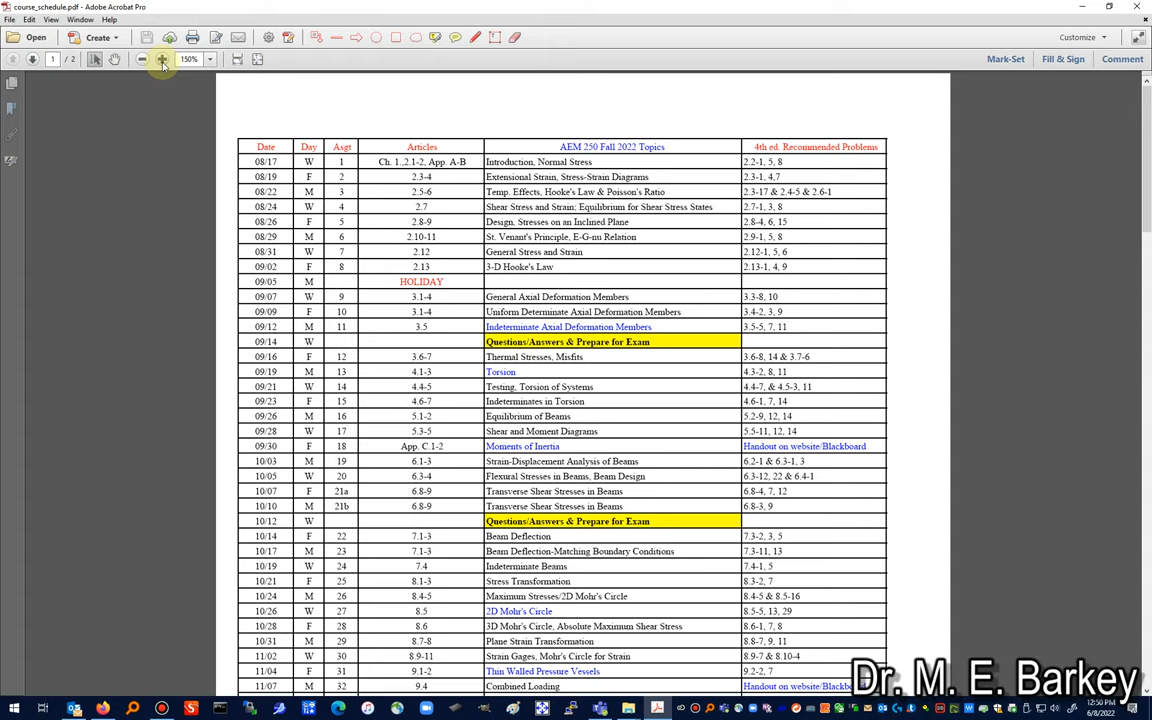 course_schedule.pdf - Adobe Acrobat Pro
File Edit View Window Help
Open Create Customize
1 / 2 150% Mark-Set Fill & Sign Comment
Date Day Asgt Articles AEM 250 Fall 2022 Topics 4th ed. Recommended Problems
08/17 W 1 Ch. 1.,2.1-2, App. A-B Introduction, Normal Stress 2.2-1, 5, 8
08/19 F 2 2.3-4 Extensional Strain, Stress-Strain Diagrams 2.3-1, 4,7
08/22 M 3 2.5-6 Temp. Effects, Hooke's Law & Poisson's Ratio 2.3-17 & 2.4-5 & 2.6-1
08/24 W 4 2.7 Shear Stress and Strain; Equilibrium for Shear Stress States 2.7-1, 3, 8
08/26 F 5 2.8-9 Design, Stresses on an Inclined Plane 2.8-4, 6, 15
08/29 M 6 2.10-11 St. Venant's Principle, E-G-nu Relation 2.9-1, 5, 8
08/31 W 7 2.12 General Stress and Strain 2.12-1, 5, 6
09/02 F 8 2.13 3-D Hooke's Law 2.13-1, 4, 9
09/05 M HOLIDAY
09/07 W 9 3.1-4 General Axial Deformation Members 3.3-8, 10
09/09 F 10 3.1-4 Uniform Determinate Axial Deformation Members 3.4-2, 3, 9
09/12 M 11 3.5 Indeterminate Axial Deformation Members 3.5-5, 7, 11
09/14 W Questions/Answers & Prepare for Exam
09/16 F 12 3.6-7 Thermal Stresses, Misfits 3.6-8, 14 & 3.7-6
09/19 M 13 4.1-3 Torsion 4.3-2, 8, 11
09/21 W 14 4.4-5 Testing, Torsion of Systems 4.4-7, & 4.5-3, 11
09/23 F 15 4.6-7 Indeterminates in Torsion 4.6-1, 7, 14
09/26 M 16 5.1-2 Equilibrium of Beams 5.2-9, 12, 14
09/28 W 17 5.3-5 Shear and Moment Diagrams 5.5-11, 12, 14
09/30 F 18 App. C.1-2 Moments of Inertia Handout on website/Blackboard
10/03 M 19 6.1-3 Strain-Displacement Analysis of Beams 6.2-1 & 6.3-1, 3
10/05 W 20 6.3-4 Flexural Stresses in Beams, Beam Design 6.3-12, 22 & 6.4-1
10/07 F 21a 6.8-9 Transverse Shear Stresses in Beams 6.8-4, 7, 12
10/10 M 21b 6.8-9 Transverse Shear Stresses in Beams 6.8-3, 9
10/12 W Questions/Answers & Prepare for Exam
10/14 F 22 7.1-3 Beam Deflection 7.3-2, 3, 5
10/17 M 23 7.1-3 Beam Deflection-Matching Boundary Conditions 7.3-11, 13
10/19 W 24 7.4 Indeterminate Beams 7.4-1, 5
10/21 F 25 8.1-3 Stress Transformation 8.3-2, 7
10/24 M 26 8.4-5 Maximum Stresses/2D Mohr's Circle 8.4-5 & 8.5-16
10/26 W 27 8.5 2D Mohr's Circle 8.5-5, 13, 29
10/28 F 28 8.6 3D Mohr's Circle, Absolute Maximum Shear Stress 8.6-1, 7, 8
10/31 M 29 8.7-8 Plane Strain Transformation 8.8-7, 9, 11
11/02 W 30 8.9-11 Strain Gages, Mohr's Circle for Strain 8.9-7 & 8.10-4
11/04 F 31 9.1-2 Thin Walled Pressure Vessels 9.2-2, 7
11/07 M 32 9.4 Combined Loading Handout on website/Blackboard
Dr. M. E. Barkey
12:50 PM
6/8/2022